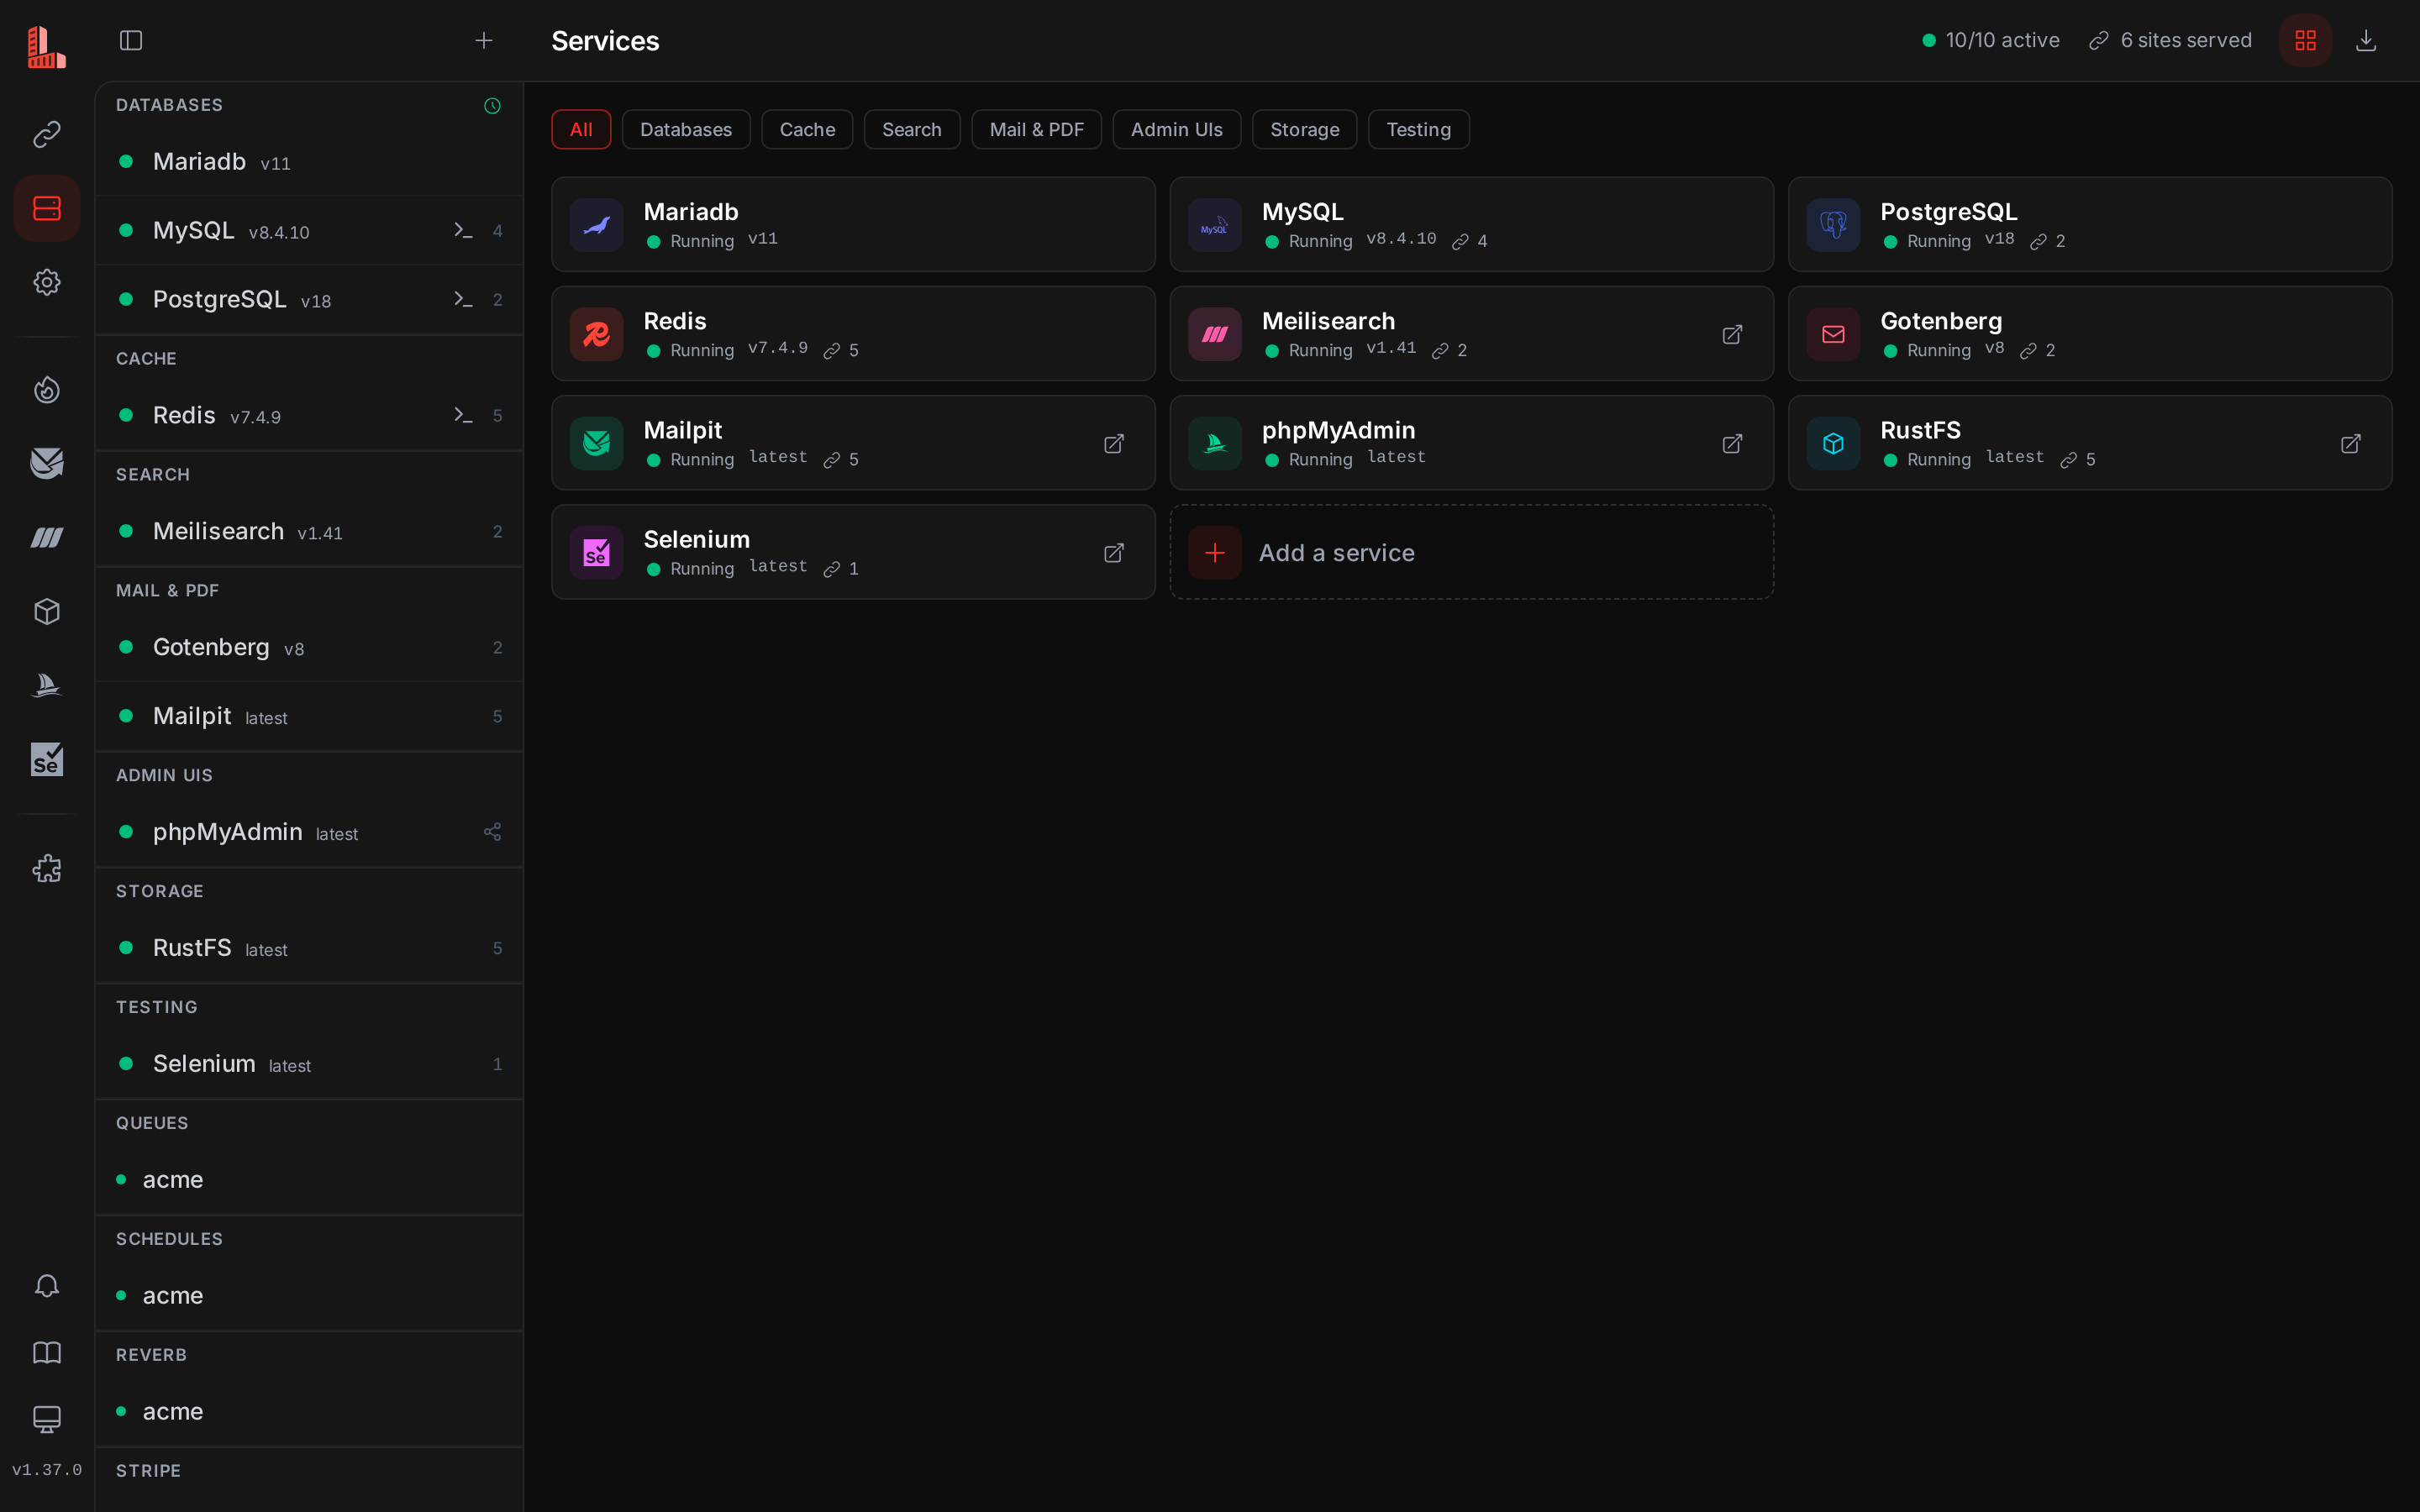 Services
10/10 active
6 sites served
DATABASES
Mariadb v11
MySQL v8.4.10 4
PostgreSQL v18 2
CACHE
Redis v7.4.9 5
SEARCH
Meilisearch v1.41 2
MAIL & PDF
Gotenberg v8 2
Mailpit latest 5
ADMIN UIS
phpMyAdmin latest
STORAGE
RustFS latest 5
TESTING
Selenium latest 1
QUEUES
acme
SCHEDULES
acme
REVERB
acme
STRIPE
v1.37.0
All Databases Cache Search Mail & PDF Admin UIs Storage Testing
Mariadb
Running v11
MySQL
MySQL
Running v8.4.10 4
PostgreSQL
Running v18 2
Redis
Running v7.4.9 5
Meilisearch
Running v1.41 2
Gotenberg
Running v8 2
Mailpit
Running latest 5
phpMyAdmin
Running latest
RustFS
Running latest 5
Se
Selenium
Running latest 1
Add a service
Se